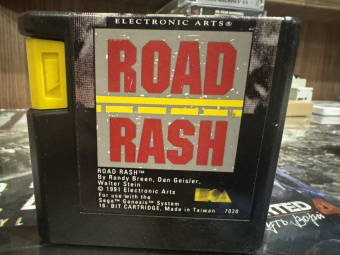 ELECTRONIC ARTS®
ROAD
RASH
ROAD RASH™
By Randy Breen, Dan Geisler,
Walter Stein
© 1991 Electronic Arts
For use with the
Sega™ Genesis™ System
16- BIT CARTRIDGE, Made in Taiwan 7020
EA